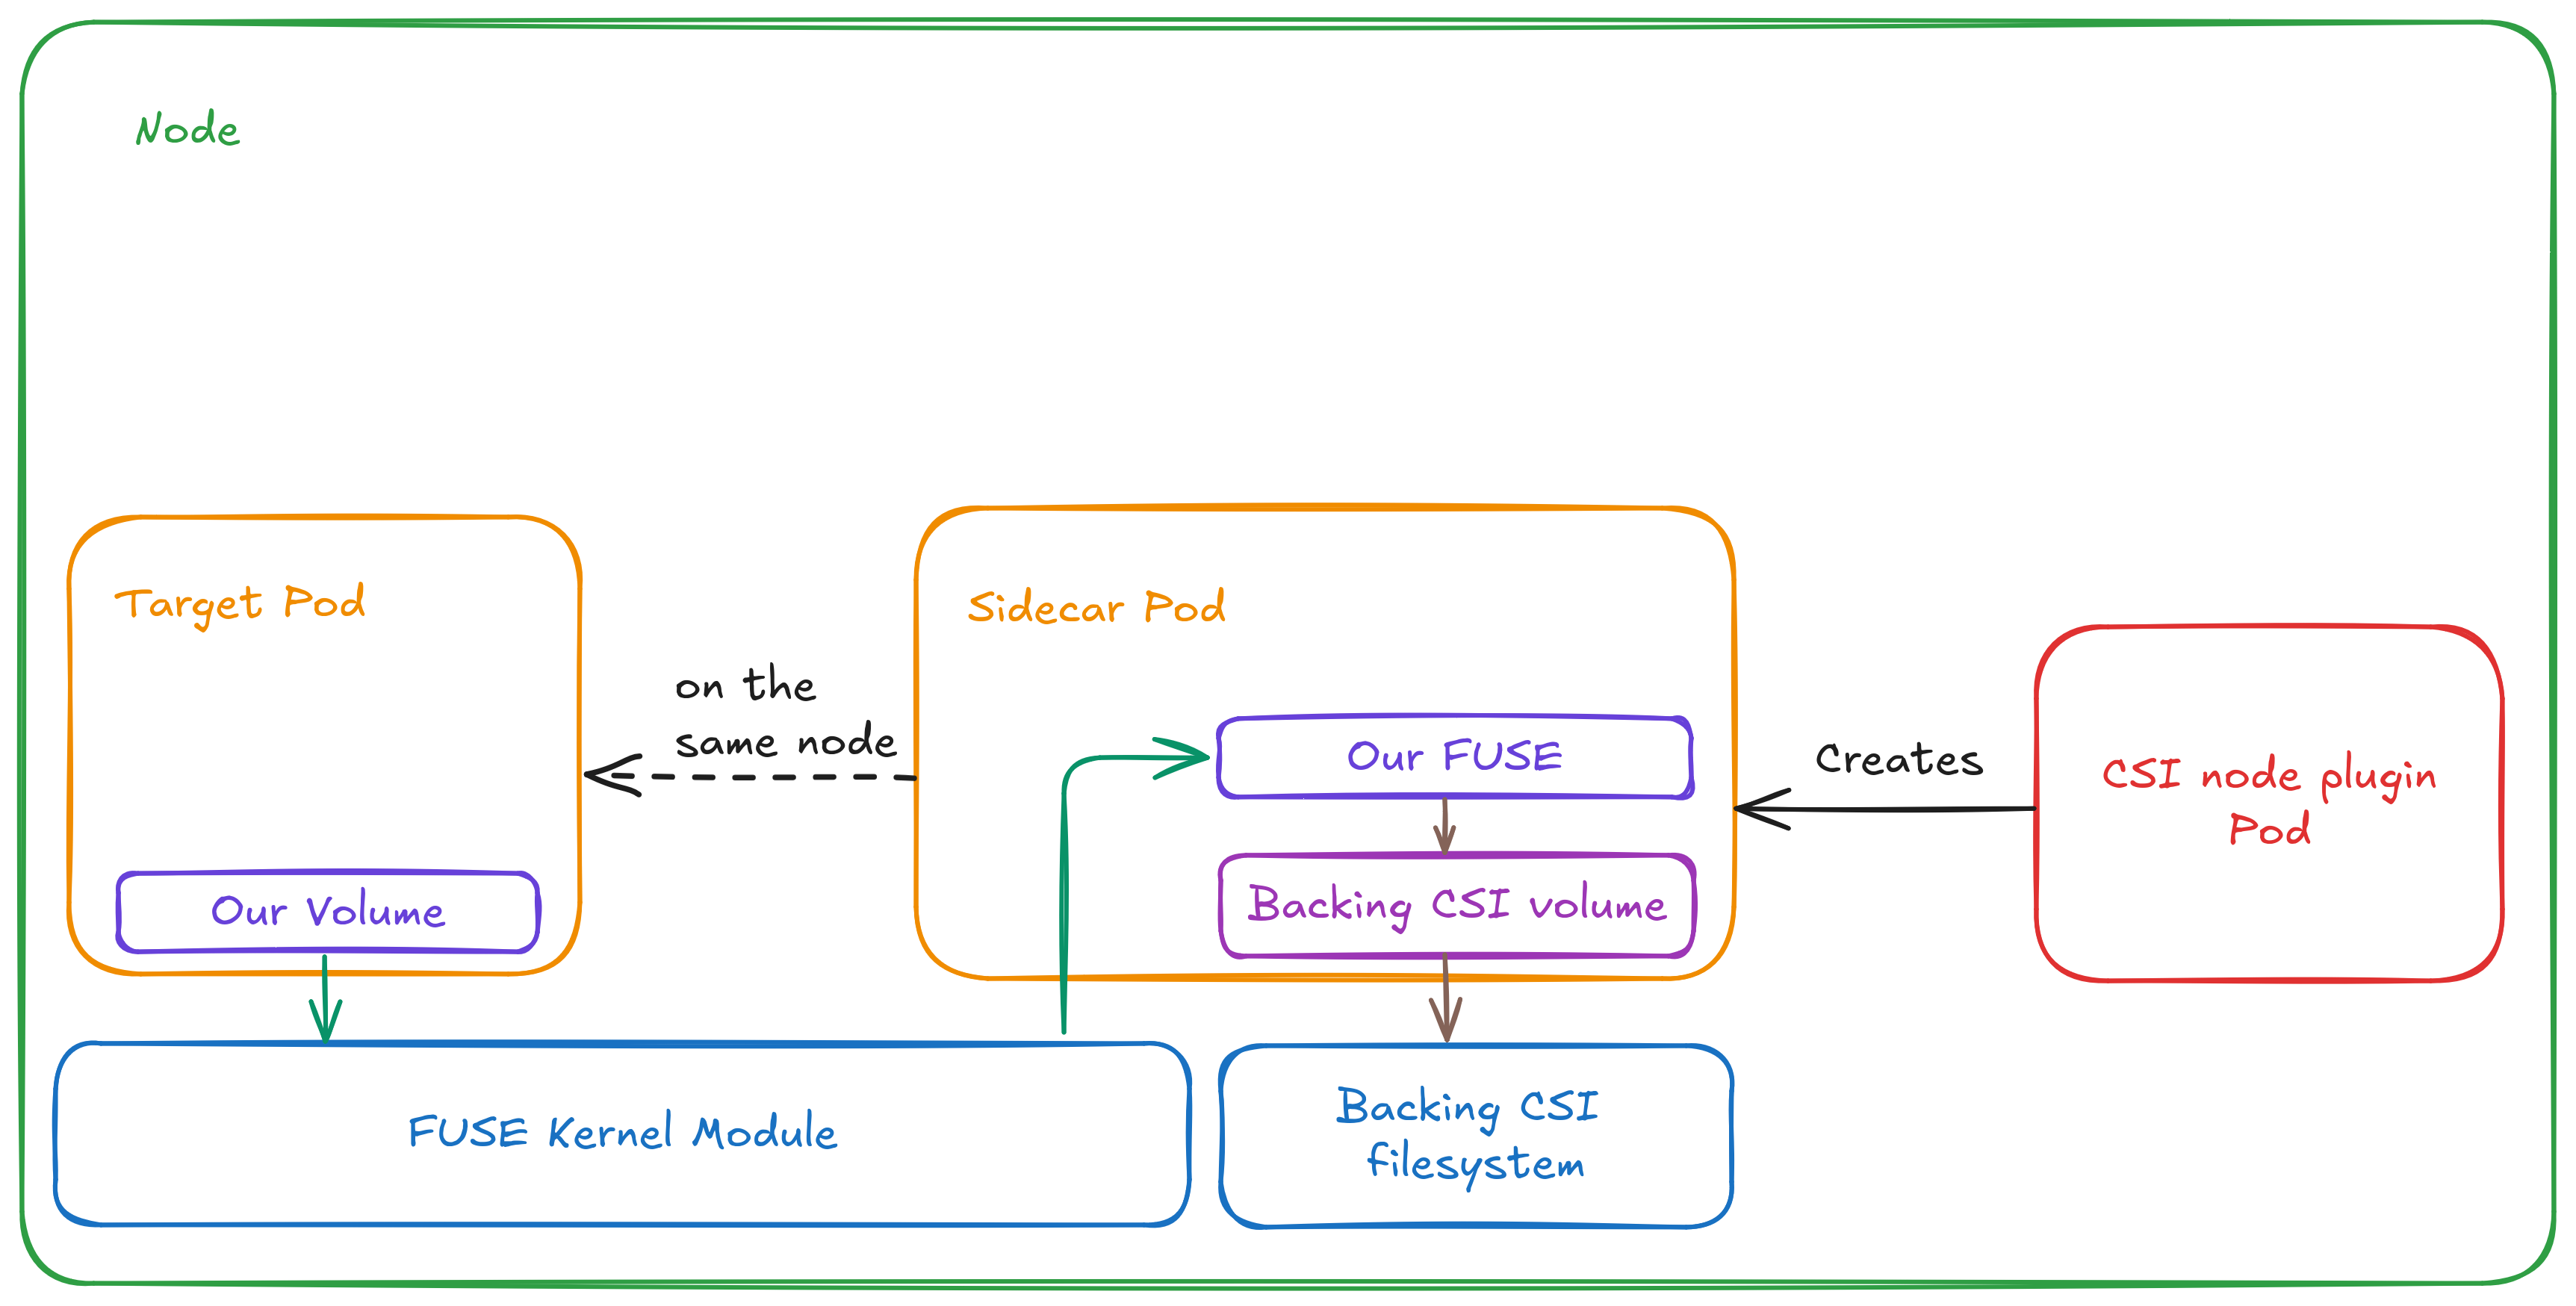 Node
Target Pod
Sidecar Pod
on the
same node
Our FUSE
Creates
CSI node plugin
Pod
Our Volume
Backing CSI volume
FUSE Kernel Module
Backing CSI
filesystem